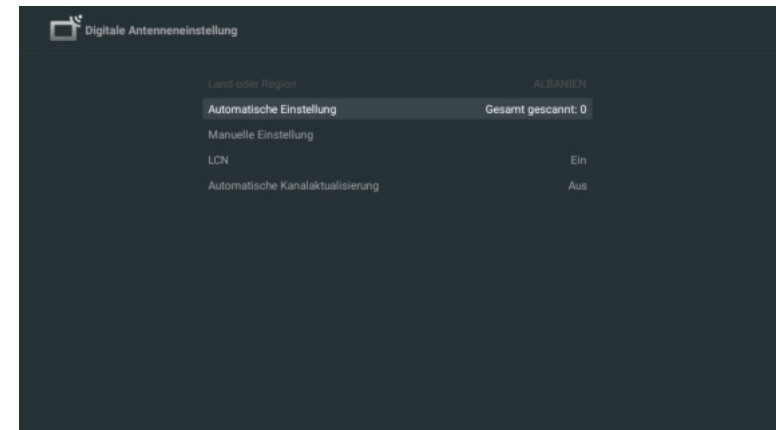 Digitale Antenneneinstellung
Land oder Region ALBANIEN
Automatische Einstellung Gesamt gescannt: 0
Manuelle Einstellung
LCN Ein
Automatische Kanalaktualisierung Aus